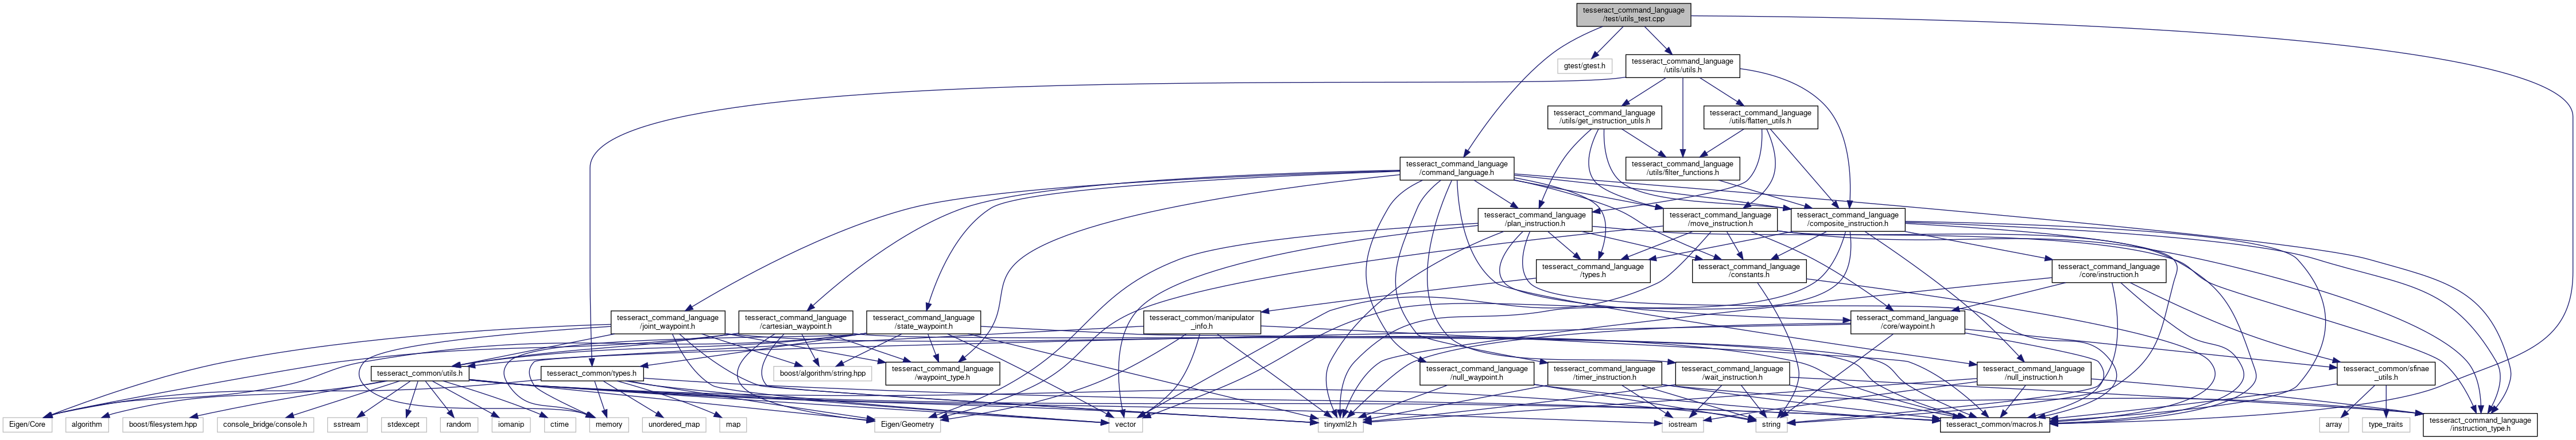 tesseract_command_language
/test/utils_test.cpp
gtest/gtest.h
tesseract_command_language
/utils/utils.h
tesseract_command_language
/utils/get_instruction_utils.h
tesseract_command_language
/utils/flatten_utils.h
tesseract_command_language
/command_language.h
tesseract_command_language
/utils/filter_functions.h
tesseract_command_language
/plan_instruction.h
tesseract_command_language
/move_instruction.h
tesseract_command_language
/composite_instruction.h
tesseract_command_language
/types.h
tesseract_command_language
/constants.h
tesseract_command_language
/core/instruction.h
tesseract_command_language
/joint_waypoint.h
tesseract_command_language
/cartesian_waypoint.h
tesseract_command_language
/state_waypoint.h
tesseract_common/manipulator
_info.h
tesseract_command_language
/core/waypoint.h
tesseract_common/utils.h
tesseract_common/types.h
boost/algorithm/string.hpp
tesseract_command_language
/waypoint_type.h
tesseract_command_language
/null_waypoint.h
tesseract_command_language
/timer_instruction.h
tesseract_command_language
/wait_instruction.h
tesseract_command_language
/null_instruction.h
tesseract_common/sfinae
_utils.h
Eigen/Core
algorithm
boost/filesystem.hpp
console_bridge/console.h
sstream
stdexcept
random
iomanip
ctime
memory
unordered_map
map
Eigen/Geometry
vector
tinyxml2.h
iostream
string
tesseract_common/macros.h
array
type_traits
tesseract_command_language
/instruction_type.h